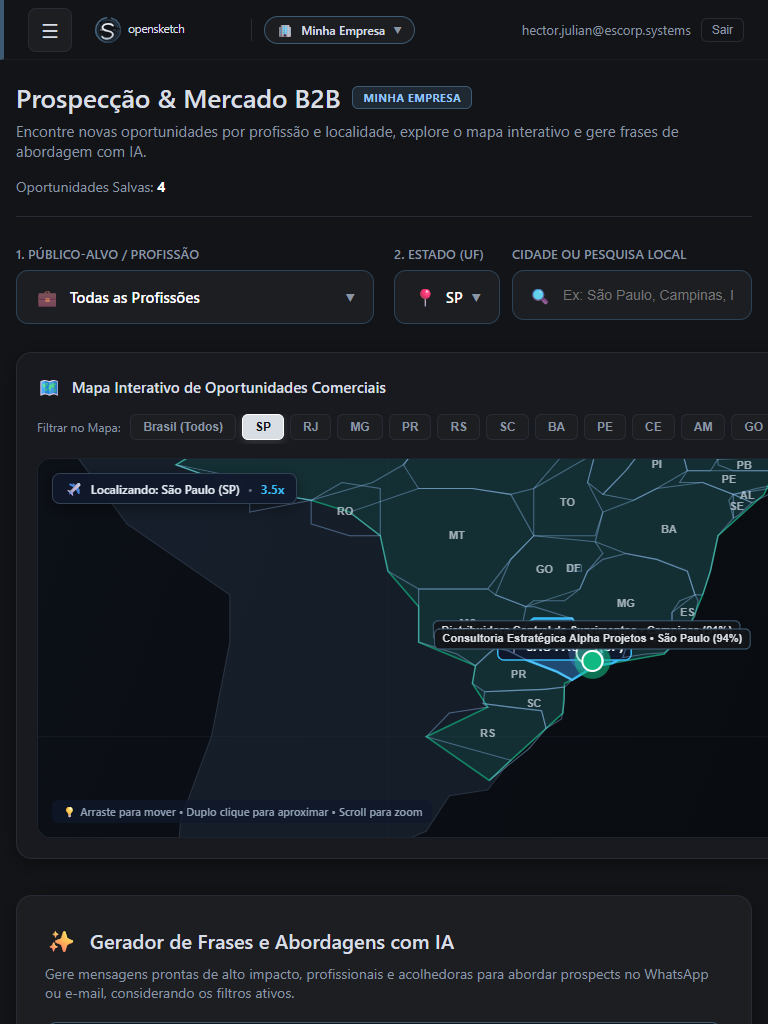 ☰
opensketch
Minha Empresa ▼
hector.julian@escorp.systems
Sair
Prospecção & Mercado B2B
MINHA EMPRESA
Encontre novas oportunidades por profissão e localidade, explore o mapa interativo e gere frases de
abordagem com IA.
Oportunidades Salvas: 4
1. PÚBLICO-ALVO / PROFISSÃO
2. ESTADO (UF)
CIDADE OU PESQUISA LOCAL
Todas as Profissões ▼
SP ▼
Ex: São Paulo, Campinas,
Mapa Interativo de Oportunidades Comerciais
Filtrar no Mapa:
Brasil (Todos)
SP
RJ
MG
PR
RS
SC
BA
PE
CE
AM
GO
Localizando: São Paulo (SP) • 3.5x
PI
PB
PE
AL
SE
TO
RO
BA
MT
GO
DF
MG
ES
Consultoria Estratégica Alpha Projetos • São Paulo (94%)
PR
SC
RS
Arraste para mover • Duplo clique para aproximar • Scroll para zoom
Gerador de Frases e Abordagens com IA
Gere mensagens prontas de alto impacto, profissionais e acolhedoras para abordar prospects no WhatsApp
ou e-mail, considerando os filtros ativos.